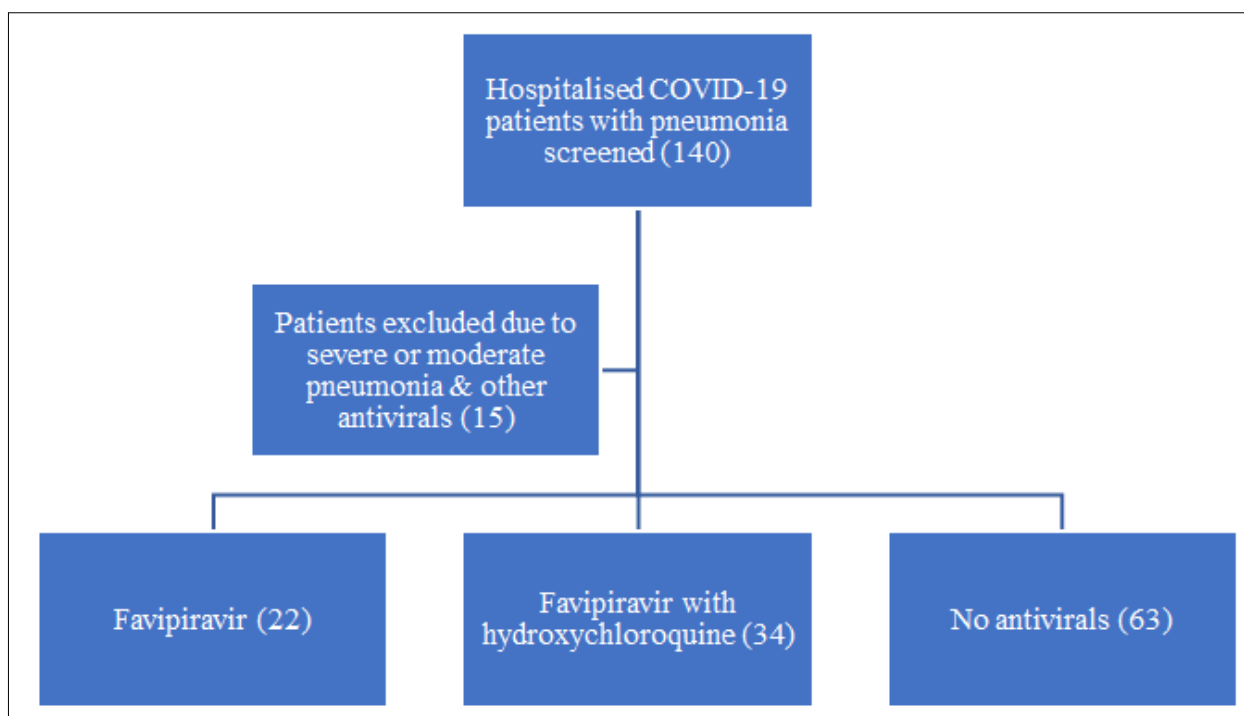 Hospitalised COVID-19
patients with pneumonia
screened (140)
Patients excluded due to
severe or moderate
pneumonia & other
antivirals (15)
Favipiravir (22)
Favipiravir with
hydroxychloroquine (34)
No antivirals (63)